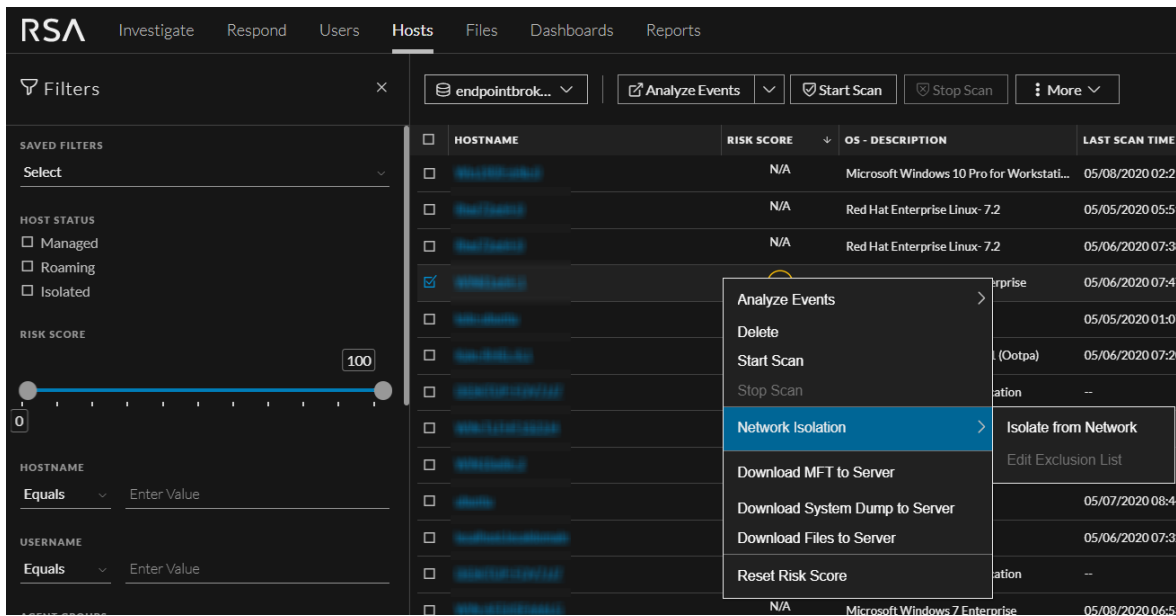 RSA Investigate Respond Users Hosts Files Dashboards Reports
Filters
endpointbrok... Analyze Events Start Scan Stop Scan More
SAVED FILTERS
Select
HOST STATUS
Managed
Roaming
Isolated
RISK SCORE
100
0
HOSTNAME
Equals Enter Value
USERNAME
Equals Enter Value
HOSTNAME RISK SCORE OS - DESCRIPTION LAST SCAN TIME
N/A Microsoft Windows 10 Pro for Workstati... 05/08/2020 02:2
N/A Red Hat Enterprise Linux- 7.2 05/05/2020 05:5
N/A Red Hat Enterprise Linux- 7.2 05/06/2020 07:3
erprise 05/06/2020 07:4
05/05/2020 01:0
(Ootpa) 05/06/2020 07:2
ation --
05/07/2020 08:4
05/06/2020 07:3
ation --
N/A Microsoft Windows 7 Enterprise 05/08/2020 06:5
Analyze Events
Delete
Start Scan
Stop Scan
Network Isolation
Download MFT to Server
Download System Dump to Server
Download Files to Server
Reset Risk Score
Isolate from Network
Edit Exclusion List